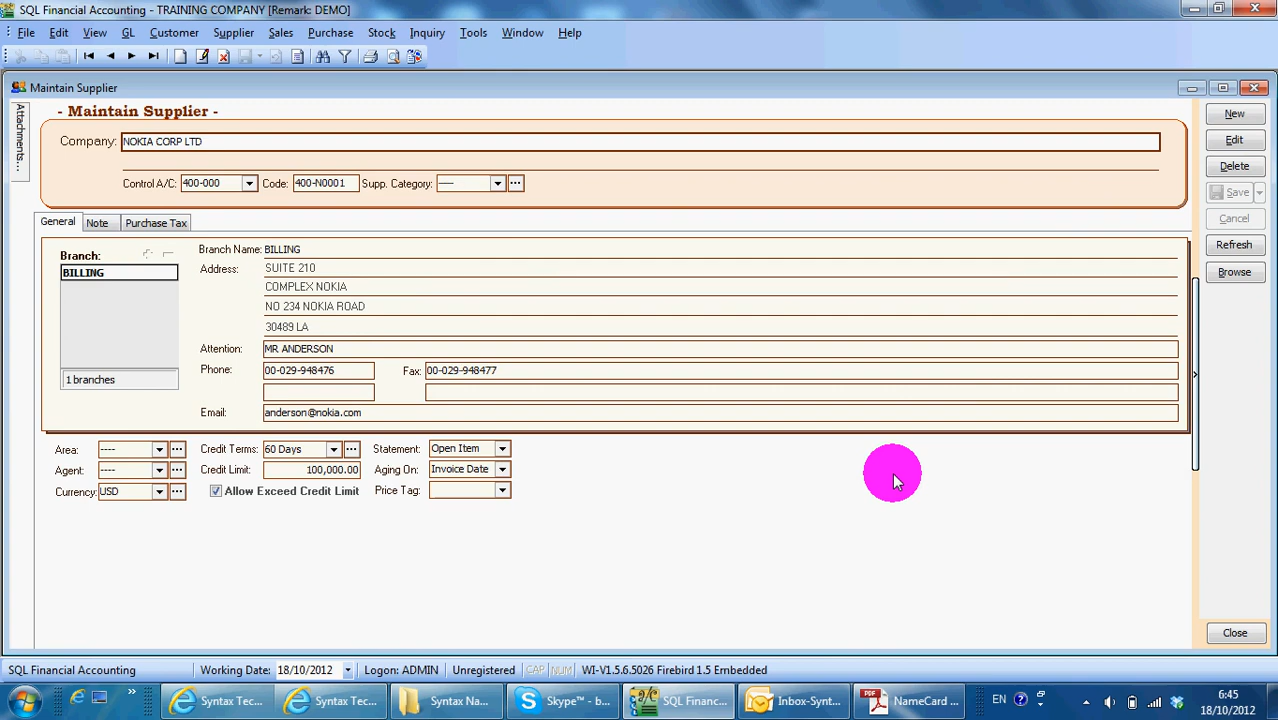 SQL Financial Accounting - TRAINING COMPANY [Remark: DEMO]
File Edit View GL Customer Supplier Sales Purchase Stock Inquiry Tools Window Help
Maintain Supplier
Attachments...
- Maintain Supplier -
Company: NOKIA CORP LTD
Control A/C: 400-000 Code: 400-N0001 Supp. Category: ----
General Note Purchase Tax
Branch:
BILLING
1 branches
Branch Name: BILLING
Address: SUITE 210
COMPLEX NOKIA
NO 234 NOKIA ROAD
30489 LA
Attention: MR ANDERSON
Phone: 00-029-948476 Fax: 00-029-948477
Email: anderson@nokia.com
Area: ---- Credit Terms: 60 Days Statement: Open Item
Agent: ---- Credit Limit: 100,000.00 Aging On: Invoice Date
Currency: USD Allow Exceed Credit Limit Price Tag:
New
Edit
Delete
Save
Cancel
Refresh
Browse
Close
SQL Financial Accounting Working Date: 18/10/2012 Logon: ADMIN Unregistered CAP NUM WI-V1.5.6.5026 Firebird 1.5 Embedded
Syntax Tec... Syntax Tec... Syntax Na... Skype™ - b... SQL Financ... Inbox-Synt... NameCard ... EN 6:45
18/10/2012